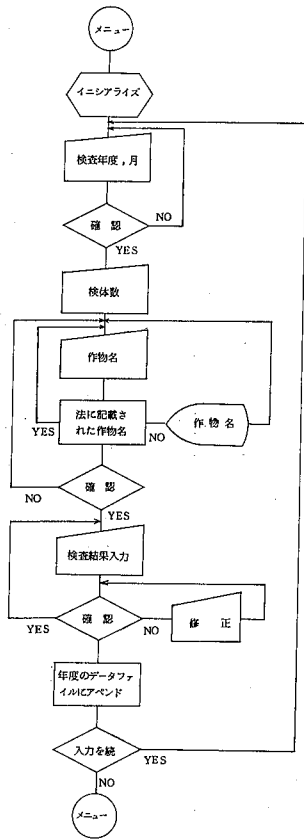 メニュー
イニシアライズ
検査年度,月
確 認
NO
YES
検体数
作物名
法に記載さ
れた作物名
YES
NO
作 物 名
確 認
NO
YES
検査結果入力
確 認
YES
NO
修 正
年度のデータファ
イルにアペンド
入力を続
YES
NO
メニュー